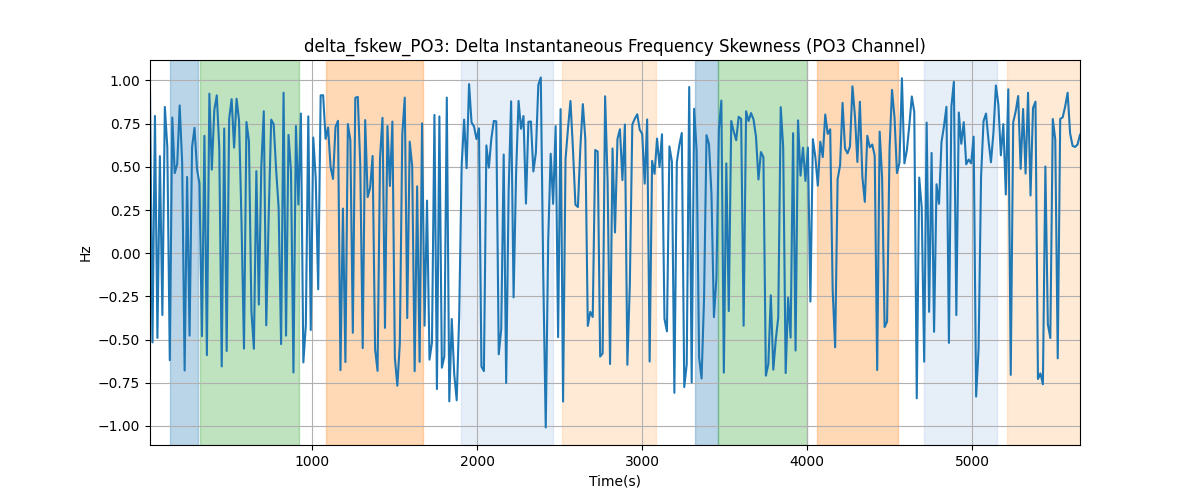 delta_fskew_PO3: Delta Instantaneous Frequency Skewness (PO3 Channel)
1.00
0.75
0.50
0.25
0.00
−0.25
−0.50
−0.75
−1.00
Hz
1000 2000 3000 4000 5000
Time(s)